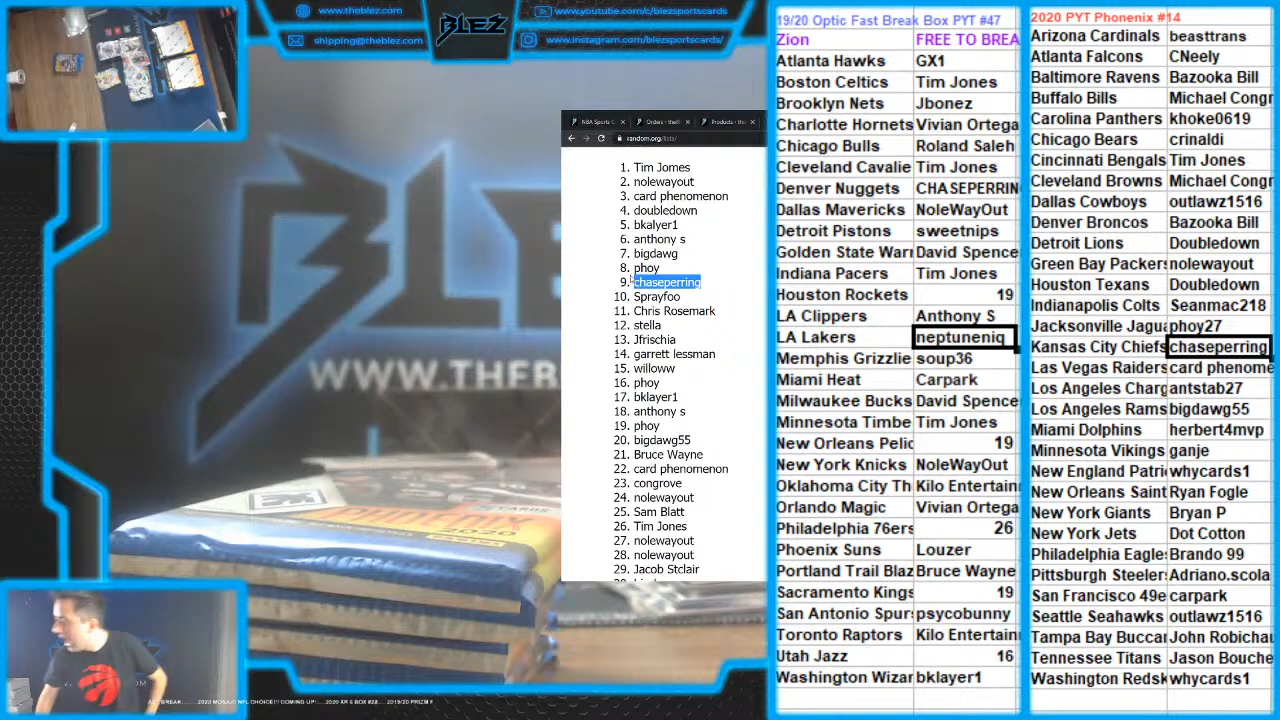 www.theblez.com
https://www.youtube.com/c/blezsportscards
shipping@theblez.com
https://www.instagram.com/blezsportscards/
BLEZ
random.org/lists/
1. Tim Jomes
2. nolewayout
3. card phenomenon
4. doubledown
5. bkalyer1
6. anthony s
7. bigdawg
8. phoy
9. chaseperring
10. Sprayfoo
11. Chris Rosemark
12. stella
13. Jfrischia
14. garrett lessman
15. willoww
16. phoy
17. bklayer1
18. anthony s
19. phoy
20. bigdawg55
21. Bruce Wayne
22. card phenomenon
23. congrove
24. nolewayout
25. Sam Blatt
26. Tim Jones
27. nolewayout
28. nolewayout
29. Jacob Stclair
19/20 Optic Fast Break Box PYT #47
Zion FREE TO BREA
Atlanta Hawks GX1
Boston Celtics Tim Jones
Brooklyn Nets Jbonez
Charlotte Hornets Vivian Ortega
Chicago Bulls Roland Saleh
Cleveland Cavalie Tim Jones
Denver Nuggets CHASEPERRIN
Dallas Mavericks NoleWayOut
Detroit Pistons sweetnips
Golden State Warr David Spence
Indiana Pacers Tim Jones
Houston Rockets 19
LA Clippers Anthony S
LA Lakers neptuneniq
Memphis Grizzlie soup36
Miami Heat Carpark
Milwaukee Bucks David Spence
Minnesota Timbe Tim Jones
New Orleans Pelic 19
New York Knicks NoleWayOut
Oklahoma City Th Kilo Entertain
Orlando Magic Vivian Ortega
Philadelphia 76ers 26
Phoenix Suns Louzer
Portland Trail Blaz Bruce Wayne
Sacramento Kings 19
San Antonio Spurs psycobunny
Toronto Raptors Kilo Entertain
Utah Jazz 16
Washington Wizar bklayer1
2020 PYT Phonenix #14
Arizona Cardinals beasttrans
Atlanta Falcons CNeely
Baltimore Ravens Bazooka Bill
Buffalo Bills Michael Congr
Carolina Panthers khoke0619
Chicago Bears crinaldi
Cincinnati Bengals Tim Jones
Cleveland Browns Michael Congr
Dallas Cowboys outlawz1516
Denver Broncos Bazooka Bill
Detroit Lions Doubledown
Green Bay Packers nolewayout
Houston Texans Doubledown
Indianapolis Colts Seanmac218
Jacksonville Jagua phoy27
Kansas City Chiefs chaseperring
Las Vegas Raiders card phenome
Los Angeles Charg antstab27
Los Angeles Rams bigdawg55
Miami Dolphins herbert4mvp
Minnesota Vikings ganje
New England Patri whycards1
New Orleans Saint Ryan Fogle
New York Giants Bryan P
New York Jets Dot Cotton
Philadelphia Eagle Brando 99
Pittsburgh Steeler Adriano.scola
San Francisco 49e carpark
Seattle Seahawks outlawz1516
Tampa Bay Buccar John Robichau
Tennessee Titans Jason Bouche
Washington Redsk whycards1
2020